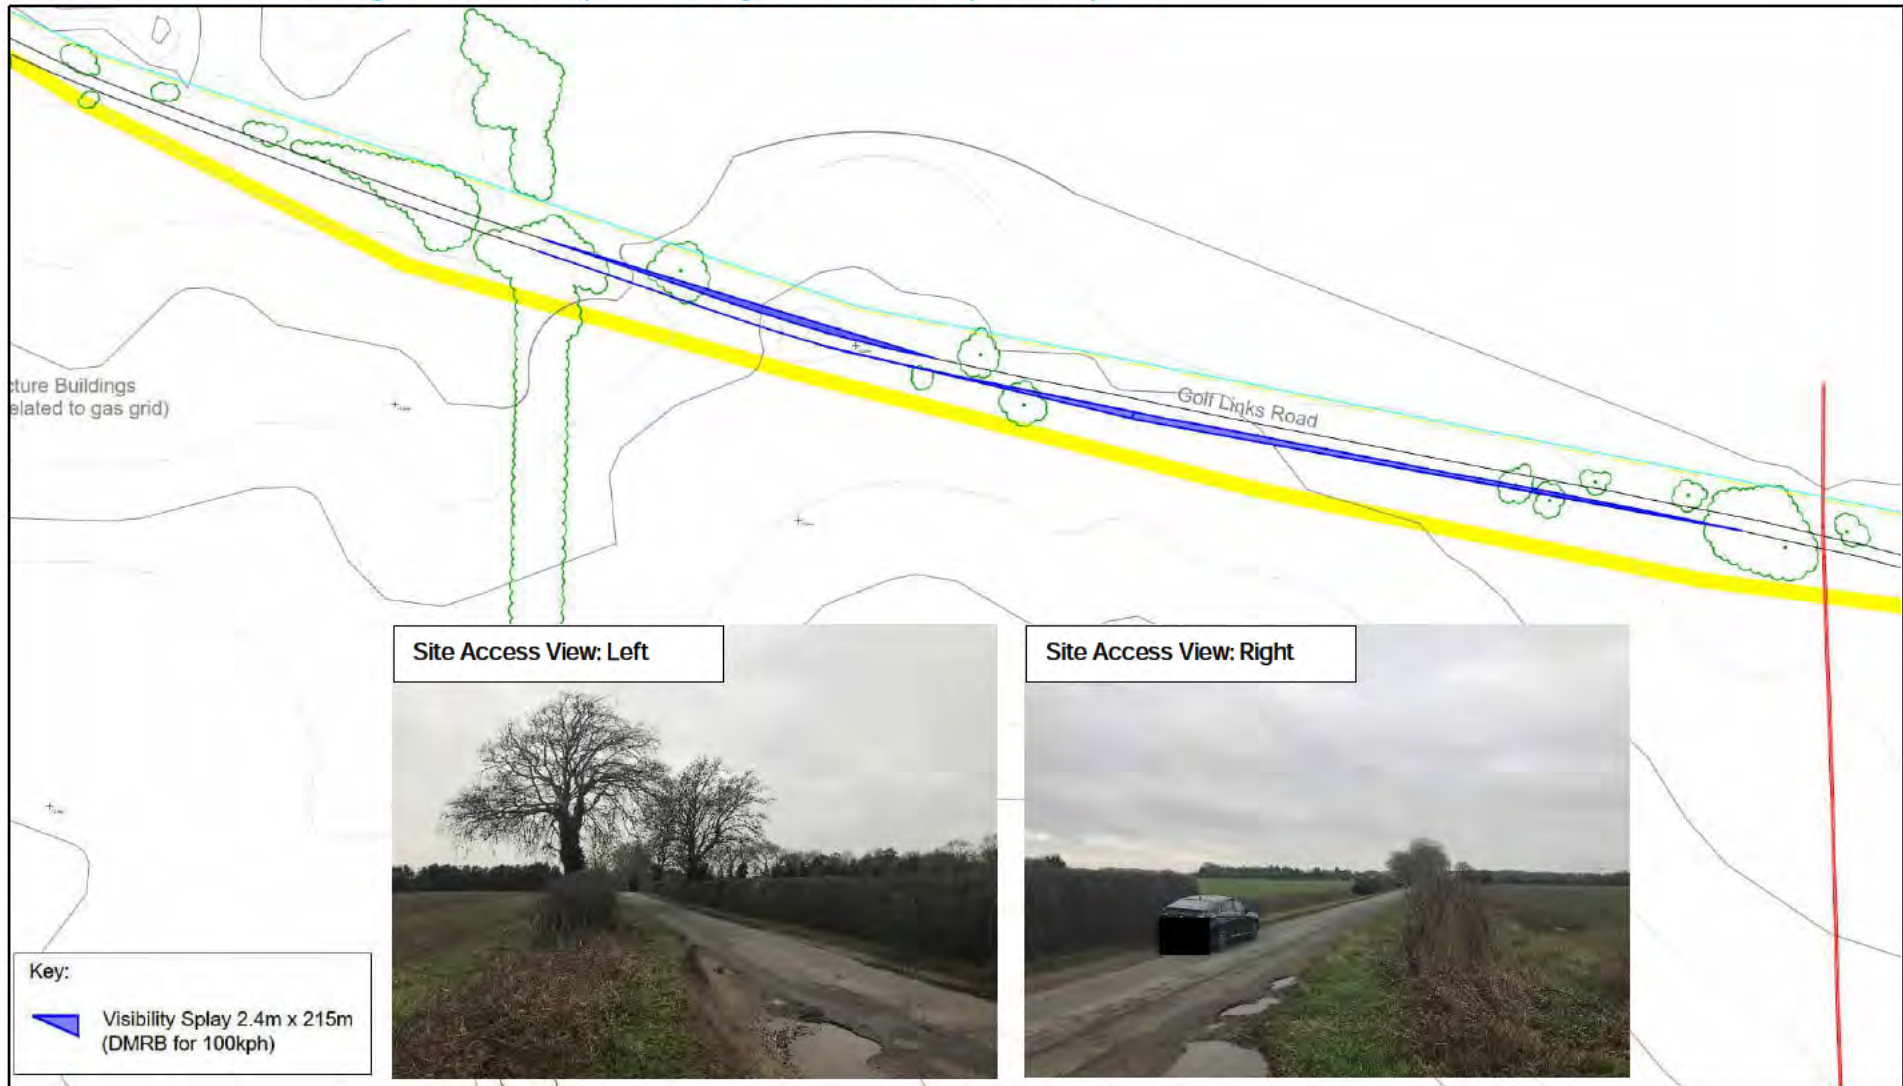 cture Buildings
elated to gas grid)
Golf Links Road
Site Access View: Left
Site Access View: Right
Key:
Visibility Splay 2.4m x 215m
(DMRB for 100kph)